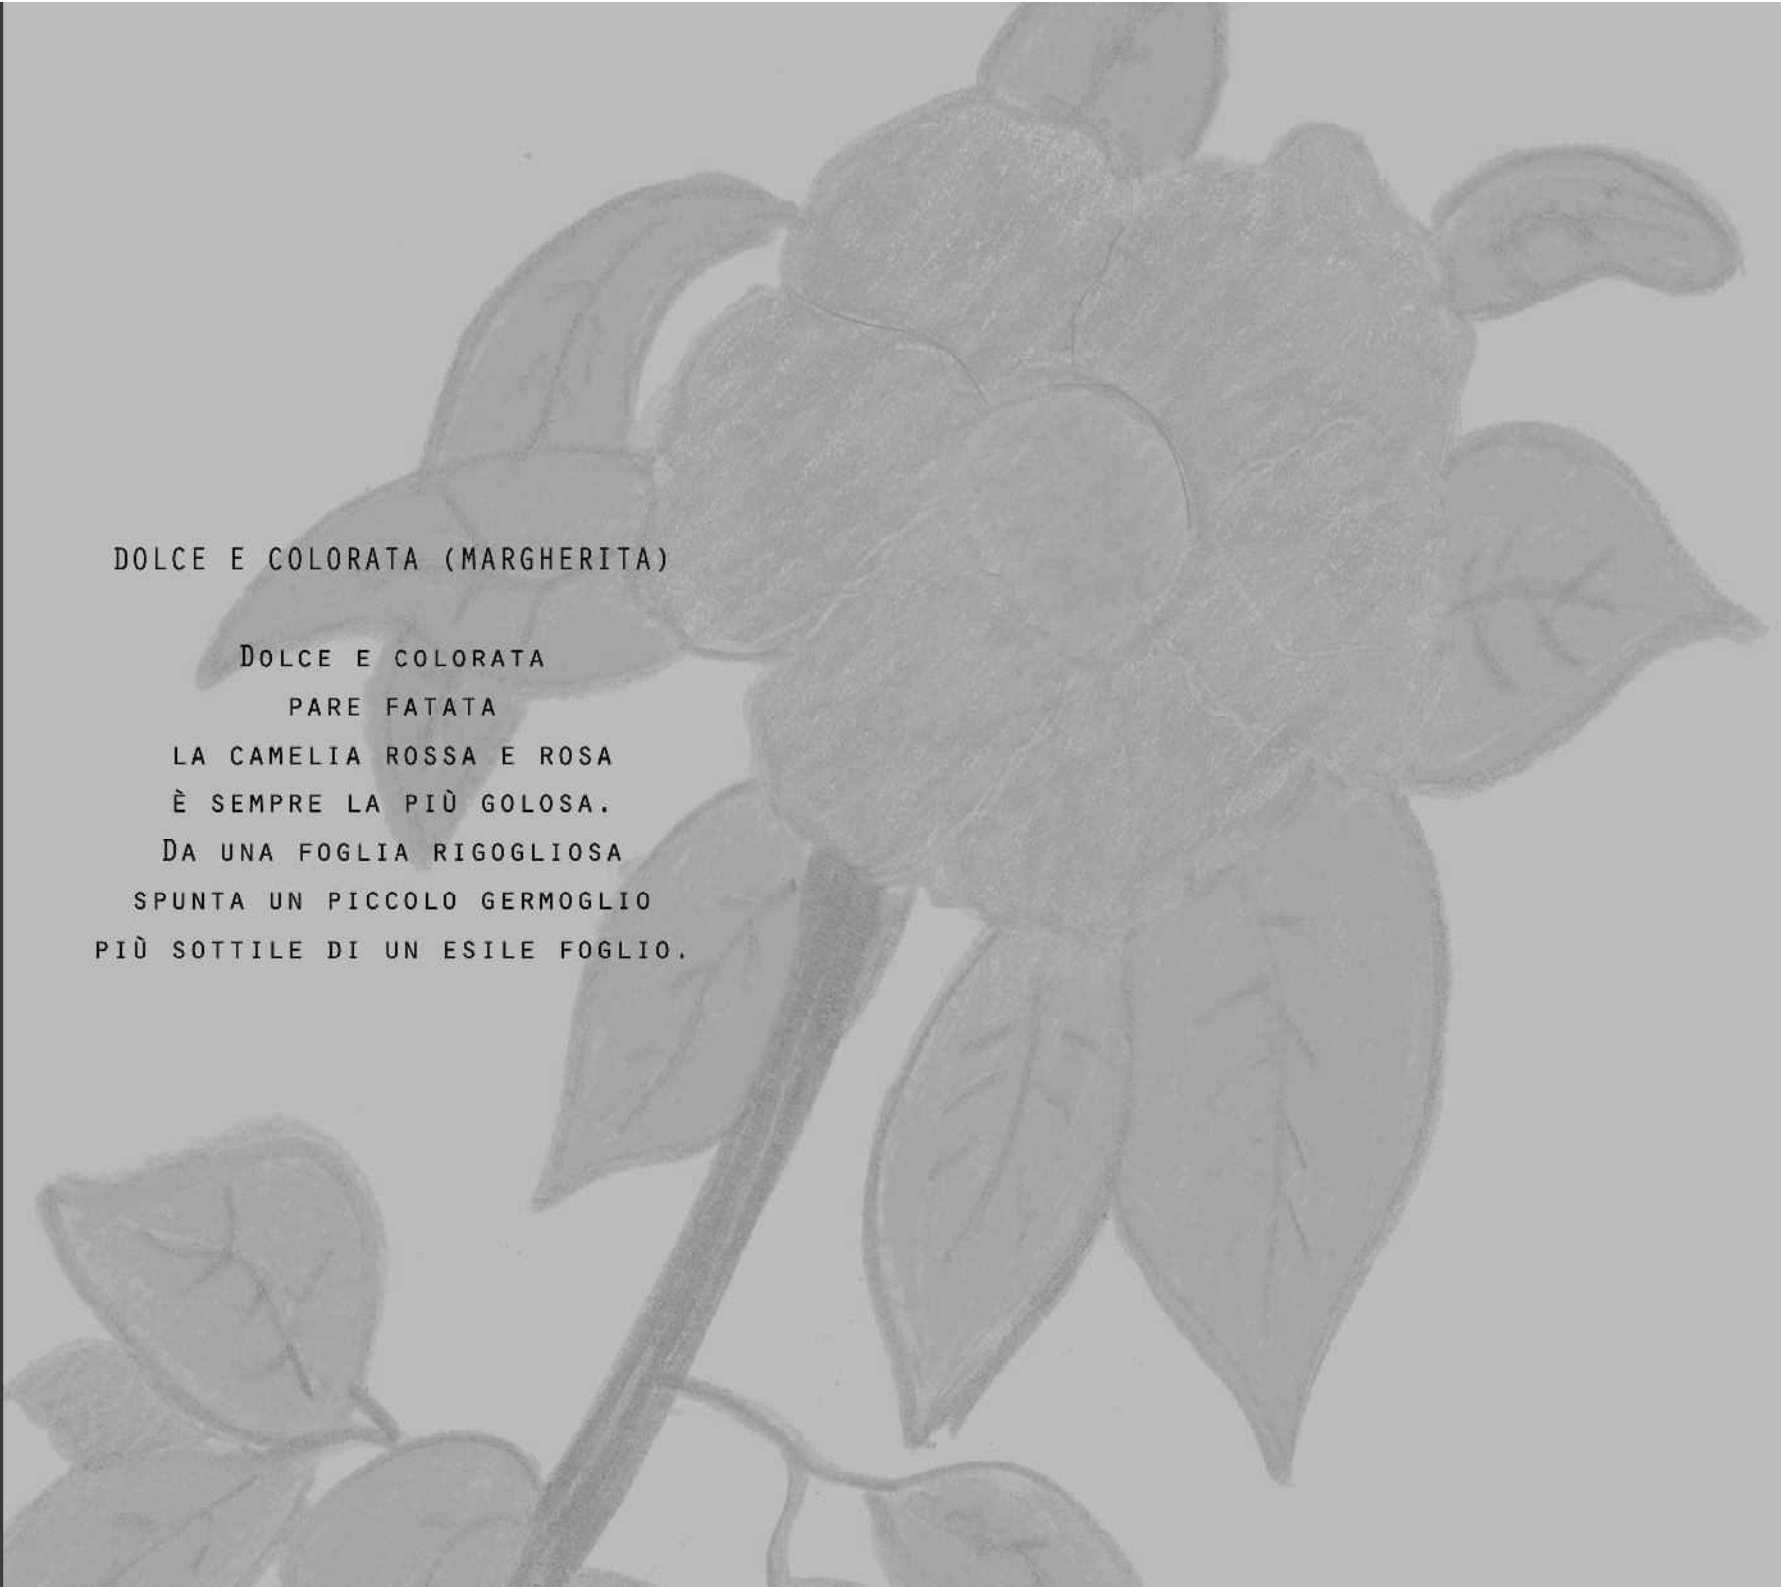 DOLCE E COLORATA (MARGHERITA)
DOLCE E COLORATA
PARE FATATA
LA CAMELIA ROSSA E ROSA
È SEMPRE LA PIÙ GOLOSA.
DA UNA FOGLIA RIGOGLIOSA
SPUNTA UN PICCOLO GERMOGLIO
PIÙ SOTTILE DI UN ESILE FOGLIO.